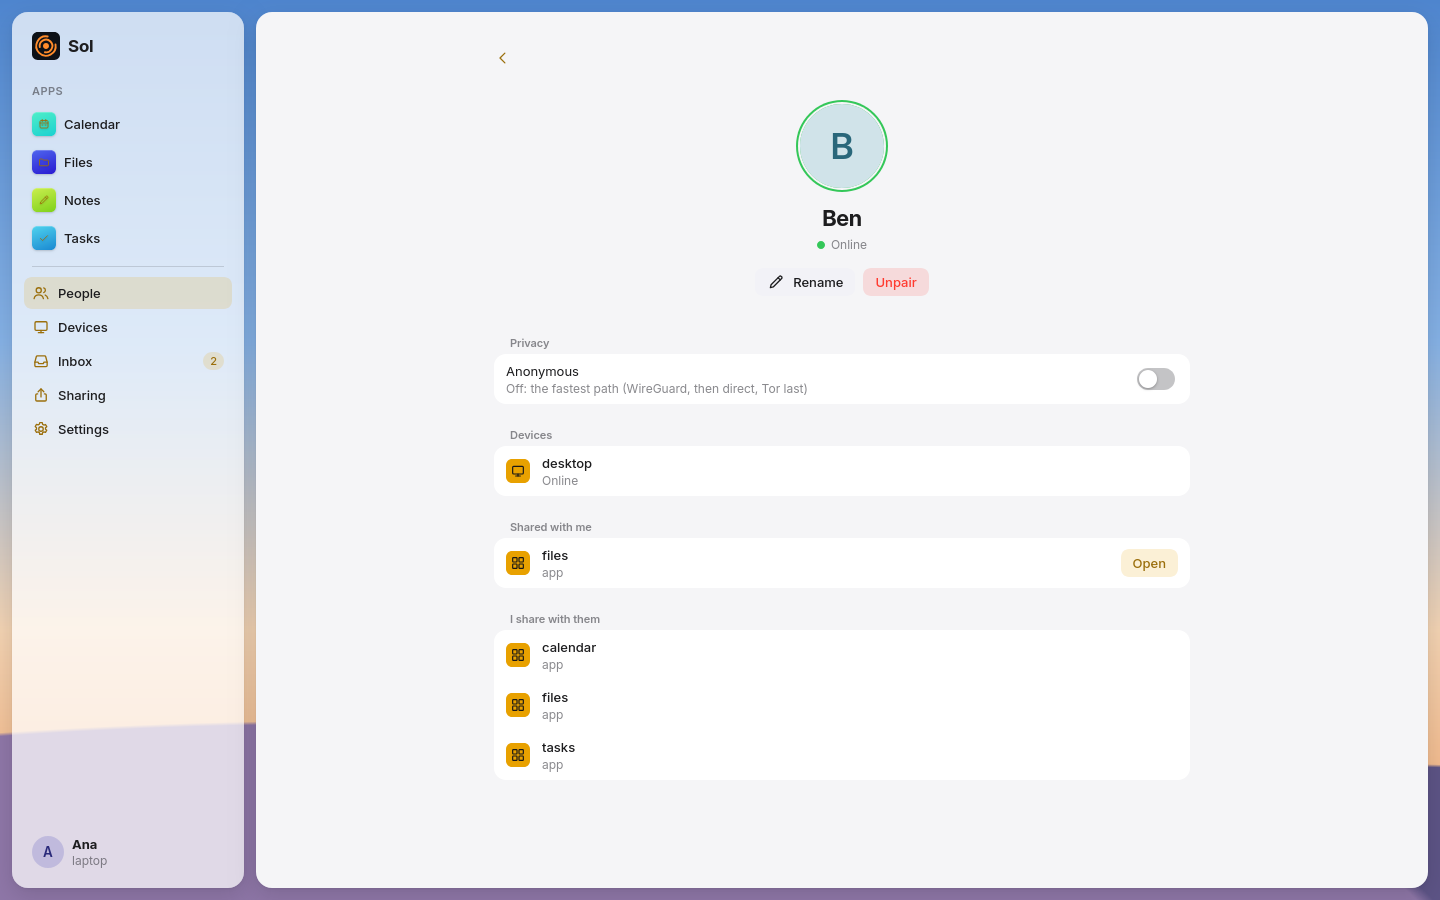 Sol
APPS
Calendar
Files
Notes
Tasks
People
Devices
Inbox
2
Sharing
Settings
A
Ana
laptop
B
Ben
Online
Rename
Unpair
Privacy
Anonymous
Off: the fastest path (WireGuard, then direct, Tor last)
Devices
desktop
Online
Shared with me
files
app
Open
I share with them
calendar
app
files
app
tasks
app